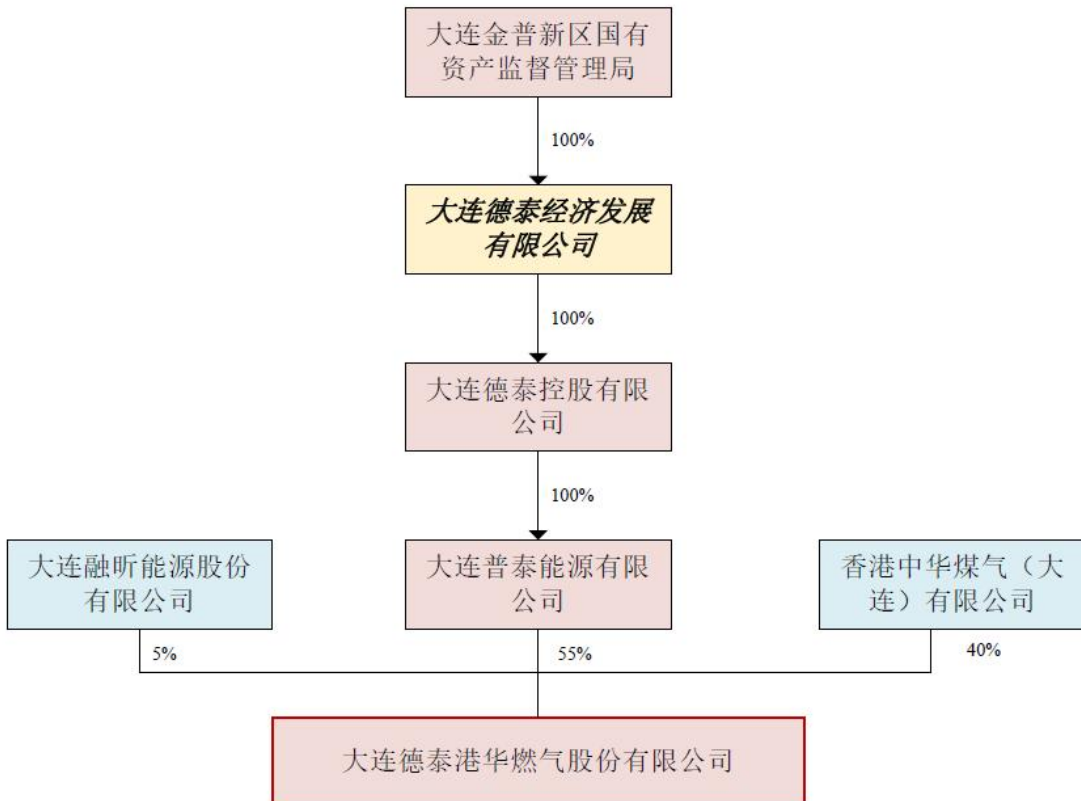 大连金普新区国有
资产监督管理局
100%
大连德泰经济发展
有限公司
100%
大连德泰控股有限
公司
100%
大连融昕能源股份
有限公司
大连普泰能源有限
公司
香港中华煤气（大
连）有限公司
5%
55%
40%
大连德泰港华燃气股份有限公司